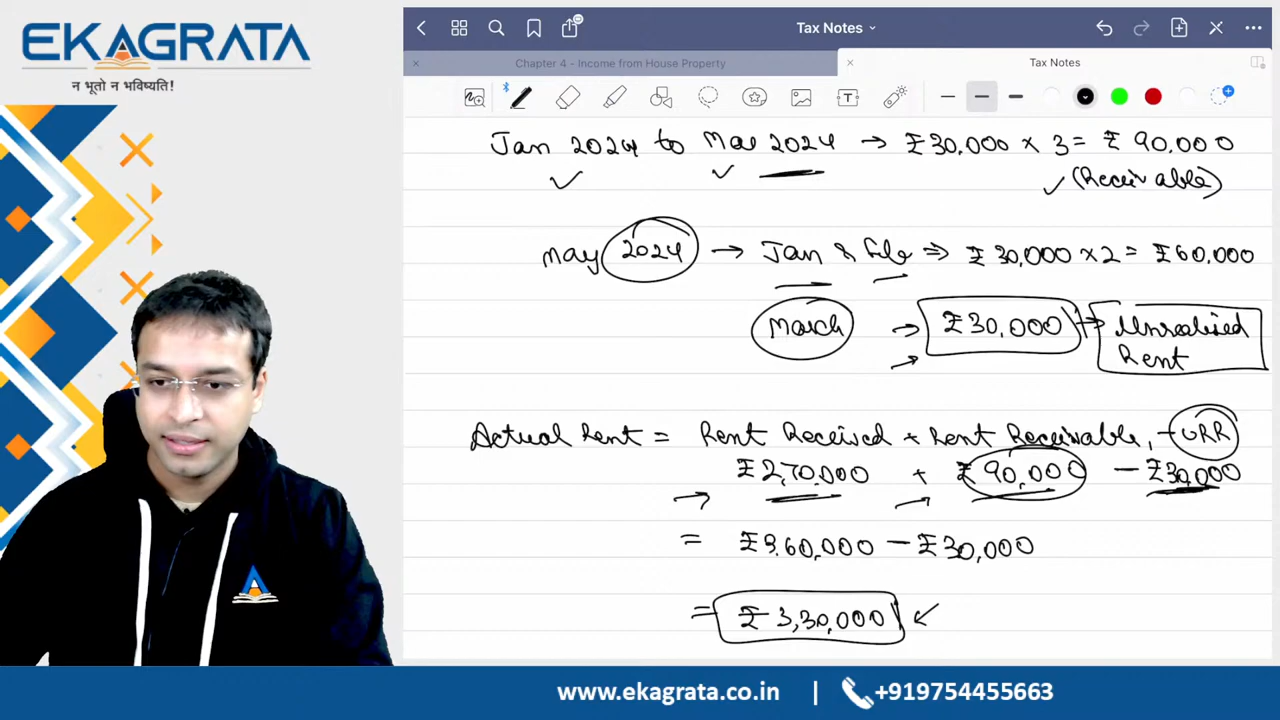 EKAGRATA
न भूतो न भविष्यति!
Tax Notes
Chapter 4 - Income from House Property
Tax Notes
Jan 2024 to Mar 2024 → ₹30,000 × 3 = ₹90,000
(Receivable)
May 2024 → Jan & Feb ⇒ ₹30,000 × 2 = ₹60,000
March → ₹30,000 → Unrealised
Rent
Actual Rent = Rent Received + Rent Receivable - URR
₹2,70,000 + ₹90,000 - ₹30,000
= ₹3,60,000 - ₹30,000
= ₹3,30,000
www.ekagrata.co.in | +919754455663